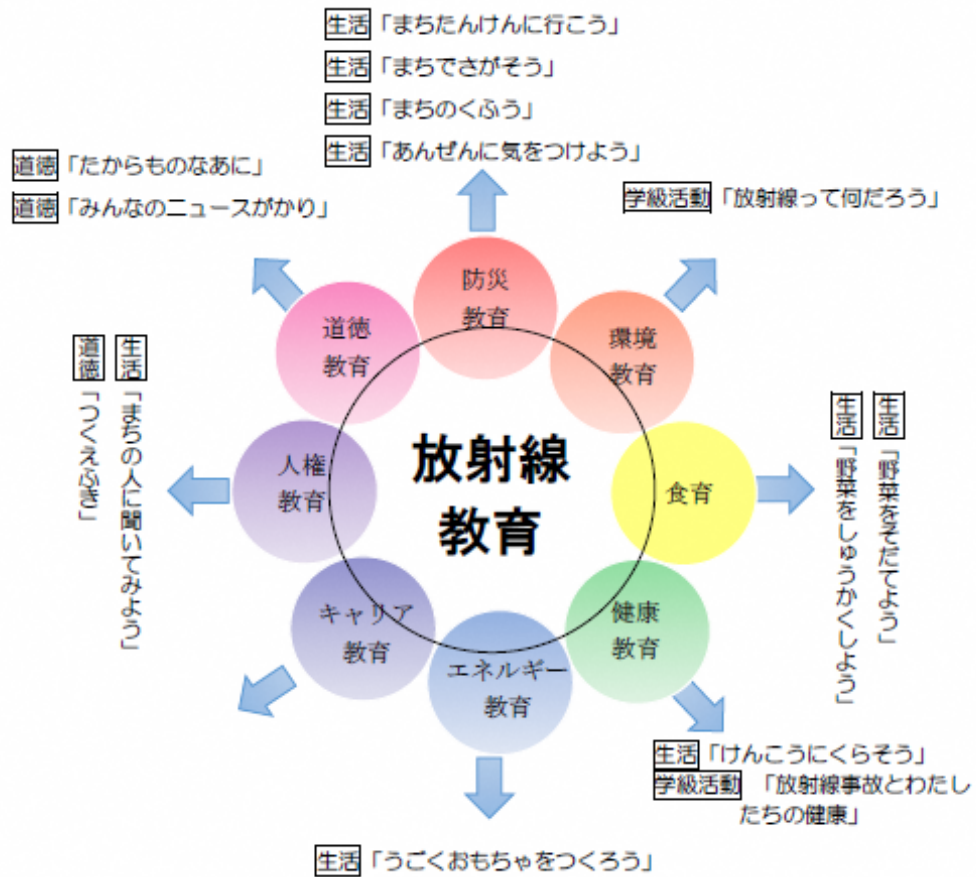 生活「まちたんけんに行こう」
生活「まちでさがそう」
生活「まちのくふう」
生活「あんぜんに気をつけよう」
道徳「たからものなあに」
道徳「みんなのニュースがかり」
学級活動「放射線って何だろう」
防災
教育
道徳
教育
環境
教育
生活「まちの人に聞いてみよう」
道徳「つくえふき」
人権
教育
放射線
教育
食育
生活「野菜をそだてよう」
生活「野菜をしゅうかくしよう」
キャリア
教育
エネルギー
教育
健康
教育
生活「けんこうにくらそう」
学級活動 「放射線事故とわたし
たちの健康」
生活「うごくおもちゃをつくろう」